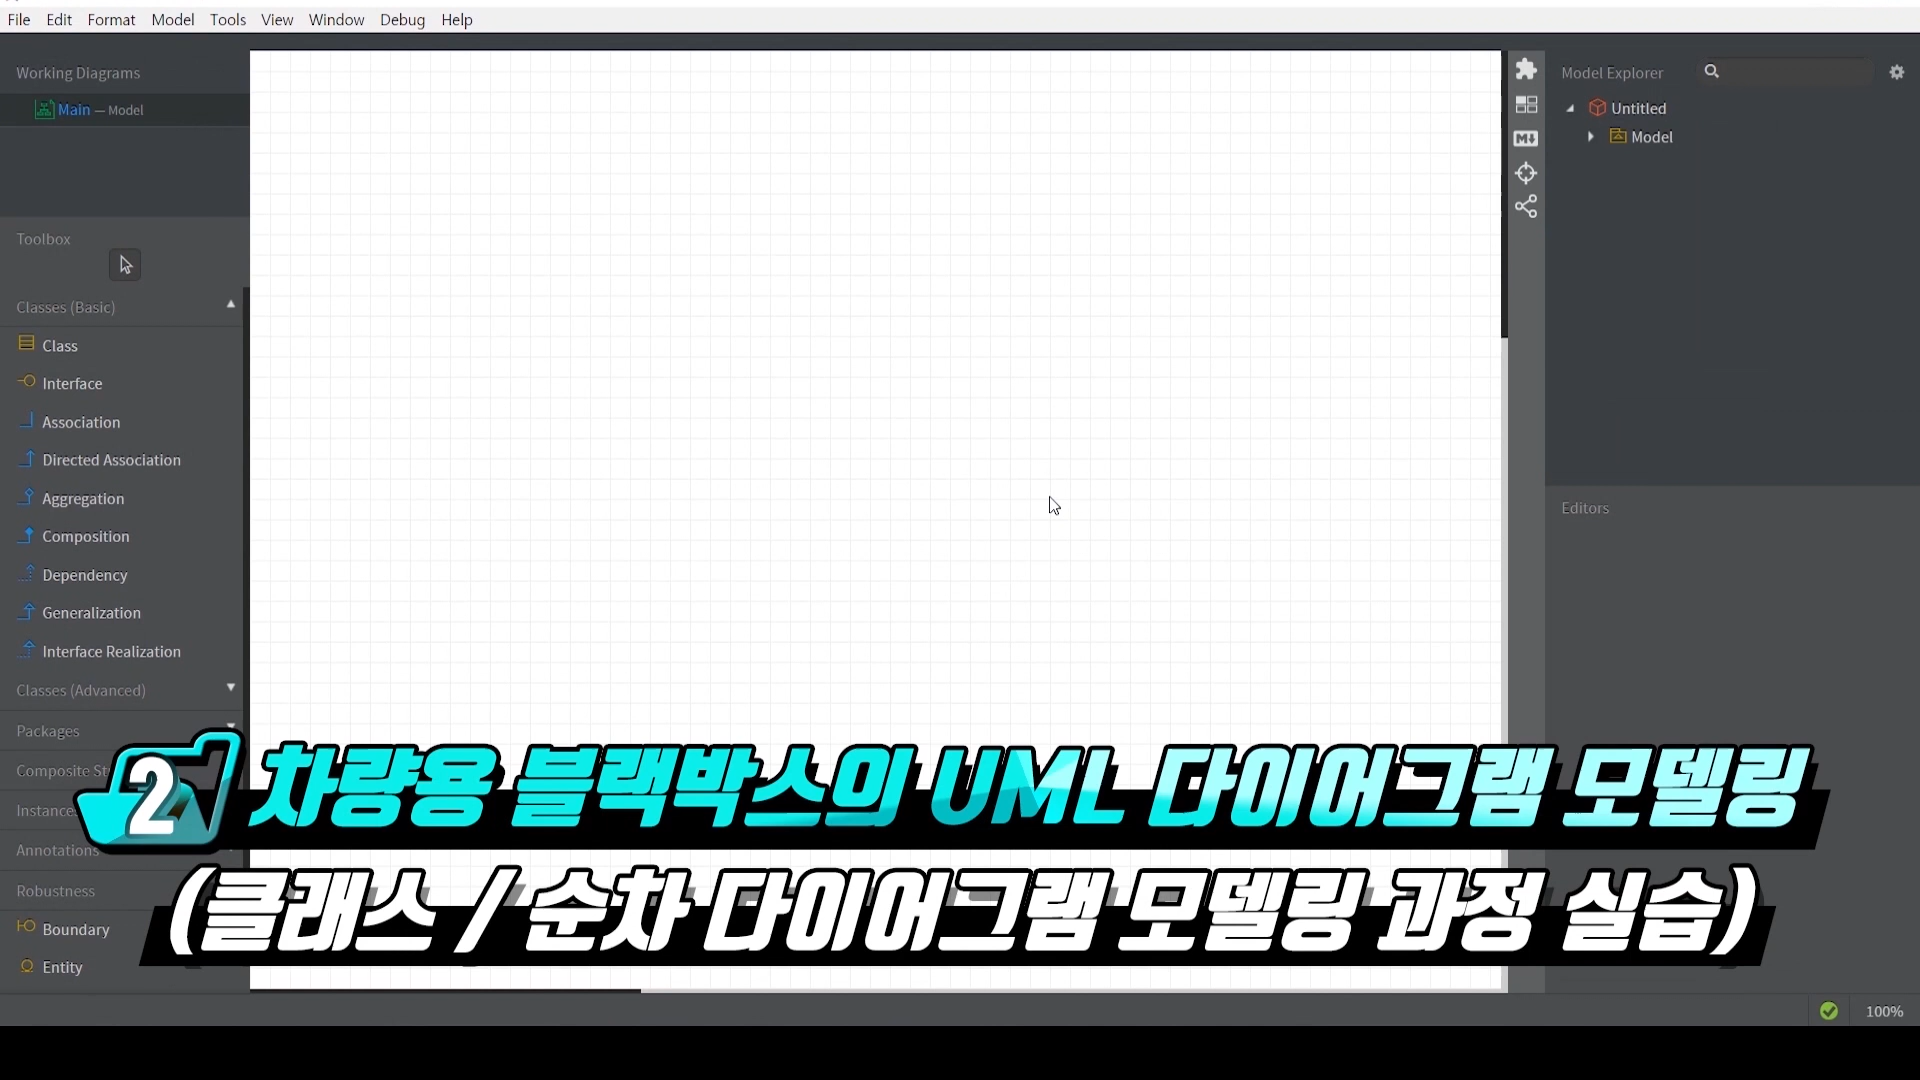 File Edit Format Model Tools View Window Debug Help
Working Diagrams
Main — Model
Toolbox
Classes (Basic)
Class
Interface
Association
Directed Association
Aggregation
Composition
Dependency
Generalization
Interface Realization
Classes (Advanced)
Packages
Composite St
Instance
Annotations
Robustness
Boundary
Entity
M
Model Explorer
Untitled
Model
Editors
2 차량용 블랙박스의 UML 다이어그램 모델링
(클래스 / 순차 다이어그램 모델링 과정 실습)
100%